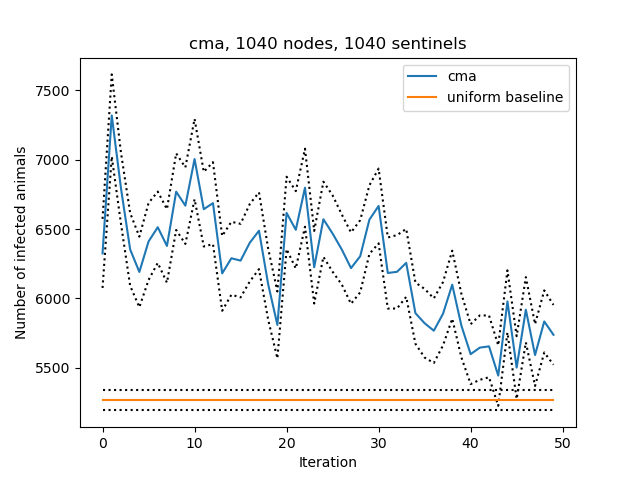 cma, 1040 nodes, 1040 sentinels
cma
uniform baseline
Number of infected animals
7500
7000
6500
6000
5500
0 10 20 30 40 50
Iteration